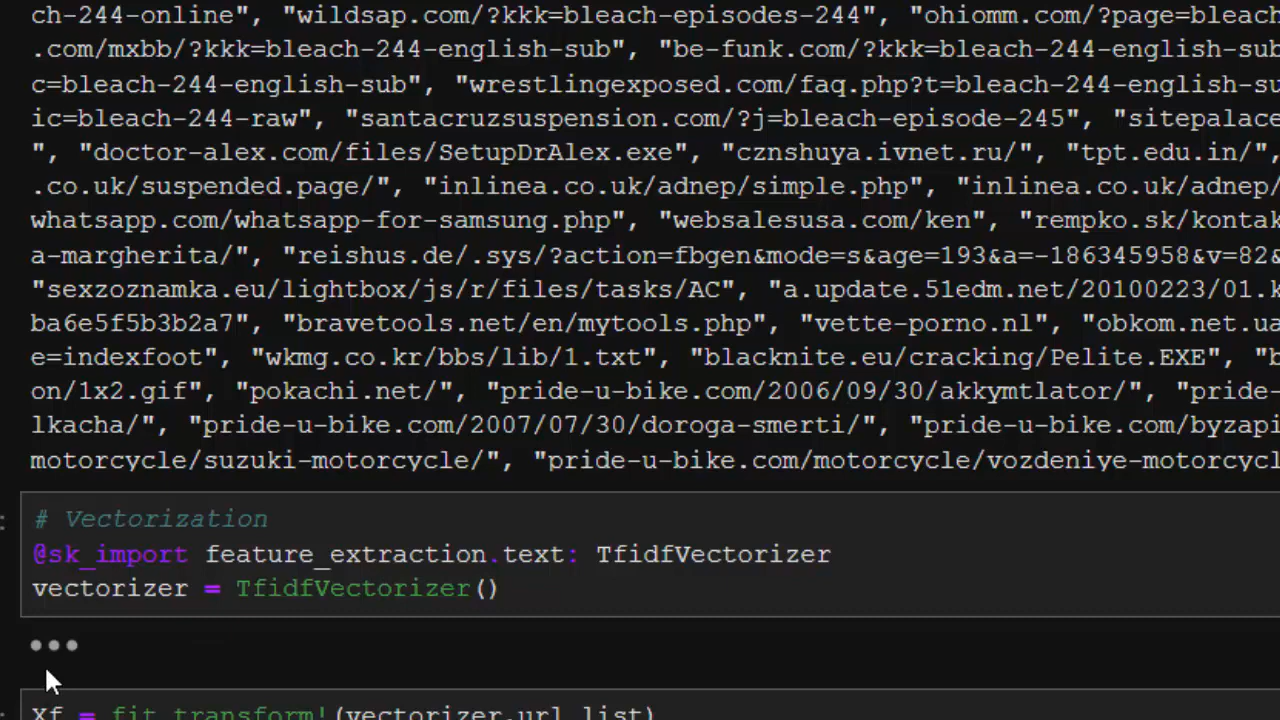 ch-244-online", "wildsap.com/?kkk=bleach-episodes-244", "ohiomm.com/?page=bleach
.com/mxbb/?kkk=bleach-244-english-sub", "be-funk.com/?kkk=bleach-244-english-sub
c=bleach-244-english-sub", "wrestlingexposed.com/faq.php?t=bleach-244-english-su
ic=bleach-244-raw", "santacruzsuspension.com/?j=bleach-episode-245", "sitepalace
", "doctor-alex.com/files/SetupDrAlex.exe", "cznshuya.ivnet.ru/", "tpt.edu.in/",
.co.uk/suspended.page/", "inlinea.co.uk/adnep/simple.php", "inlinea.co.uk/adnep/
whatsapp.com/whatsapp-for-samsung.php", "websalesusa.com/ken", "rempko.sk/kontak
a-margherita/", "reishus.de/.sys/?action=fbgen&mode=s&age=193&a=-186345958&v=82&
"sexzoznamka.eu/lightbox/js/r/files/tasks/AC", "a.update.51edm.net/20100223/01.k
ba6e5f5b3b2a7", "bravetools.net/en/mytools.php", "vette-porno.nl", "obkom.net.ua
e=indexfoot", "wkmg.co.kr/bbs/lib/1.txt", "blacknite.eu/cracking/Pelite.EXE", "b
on/1x2.gif", "pokachi.net/", "pride-u-bike.com/2006/09/30/akkymtlator/", "pride-
lkacha/", "pride-u-bike.com/2007/07/30/doroga-smerti/", "pride-u-bike.com/byzapi
motorcycle/suzuki-motorcycle/", "pride-u-bike.com/motorcycle/vozdeniye-motorcycl
# Vectorization
@sk_import feature_extraction.text: TfidfVectorizer
vectorizer = TfidfVectorizer()
Xf = fit_transform!(vectorizer,url_list)